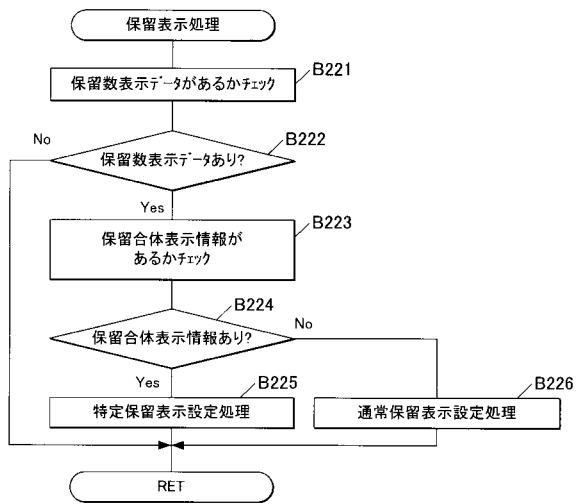 保留表示処理
B221
保留数表示データがあるかチェック
No
B222
保留数表示データあり?
Yes
B223
保留合体表示情報が
あるかチェック
B224
保留合体表示情報あり?
No
Yes
B225
特定保留表示設定処理
B226
通常保留表示設定処理
RET